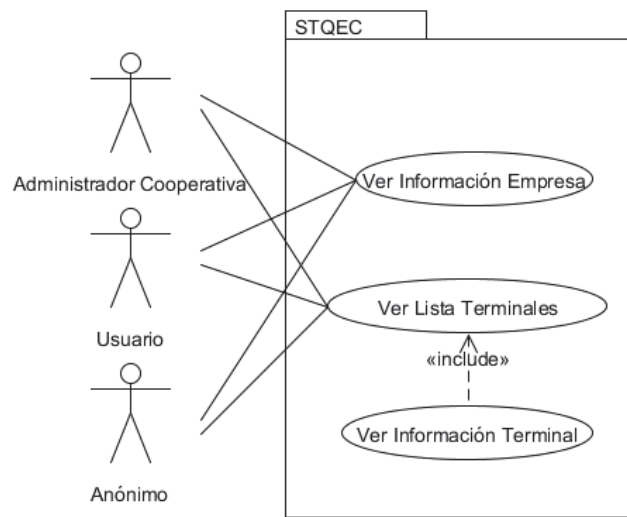 STQEC
Administrador Cooperativa
Ver Información Empresa
Usuario
Ver Lista Terminales
«include»
Ver Información Terminal
Anónimo